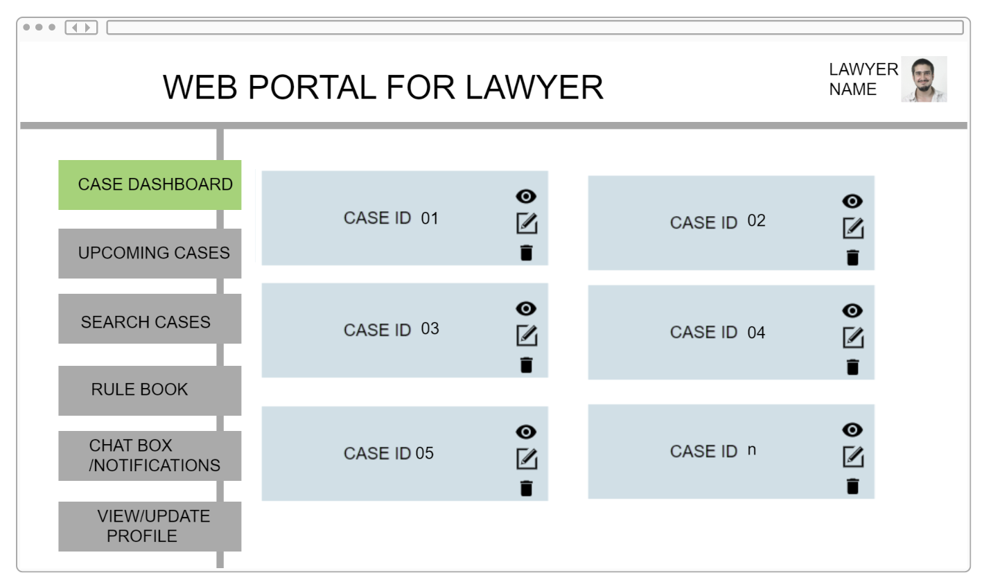 WEB PORTAL FOR LAWYER
LAWYER
NAME
CASE DASHBOARD
UPCOMING CASES
SEARCH CASES
RULE BOOK
CHAT BOX
/NOTIFICATIONS
VIEW/UPDATE
PROFILE
CASE ID 01
CASE ID 02
CASE ID 03
CASE ID 04
CASE ID 05
CASE ID n